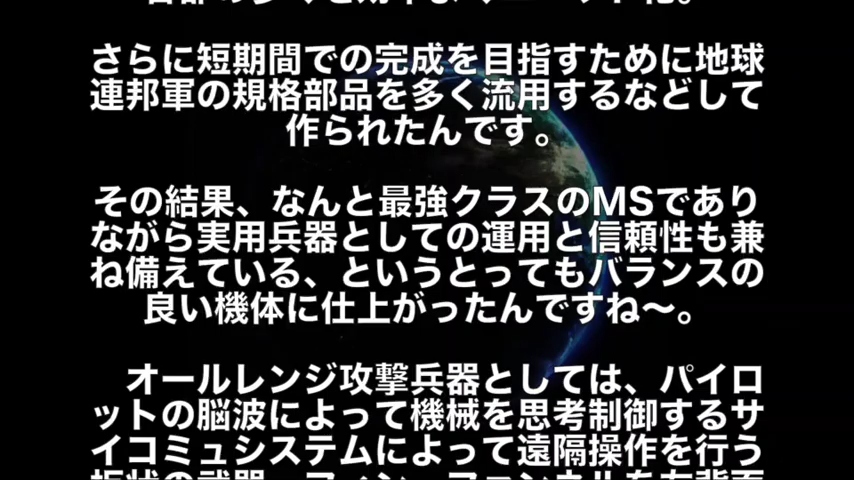 さらに短期間での完成を目指すために地球
連邦軍の規格部品を多く流用するなどして
作られたんです。
その結果、なんと最強クラスのMSであり
ながら実用兵器としての運用と信頼性も兼
ね備えている、というとってもバランスの
良い機体に仕上がったんですね〜。
オールレンジ攻撃兵器としては、パイロ
ットの脳波によって機械を思考制御するサ
イコミュシステムによって遠隔操作を行う